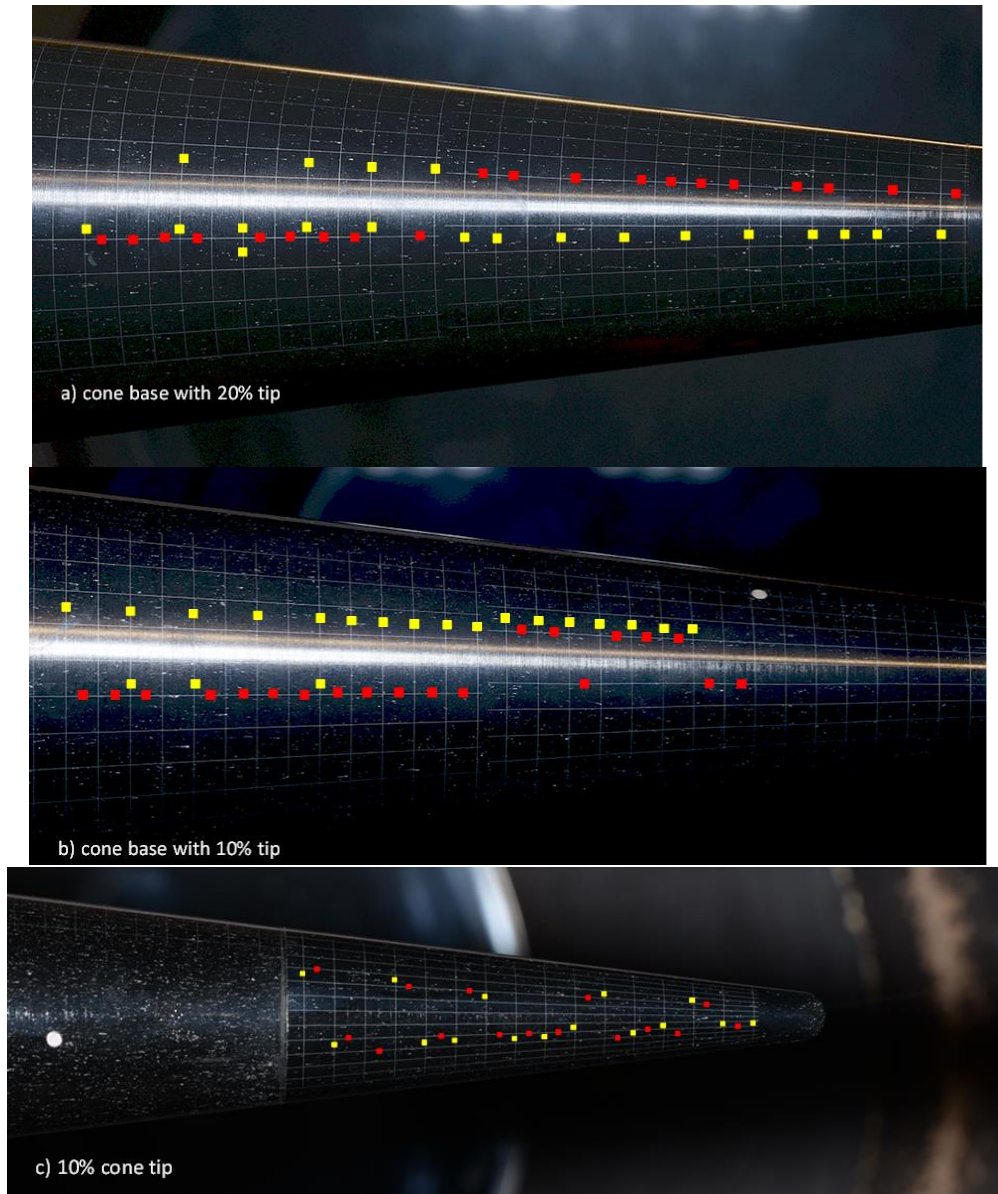 a) cone base with 20% tip
b) cone base with 10% tip
c) 10% cone tip